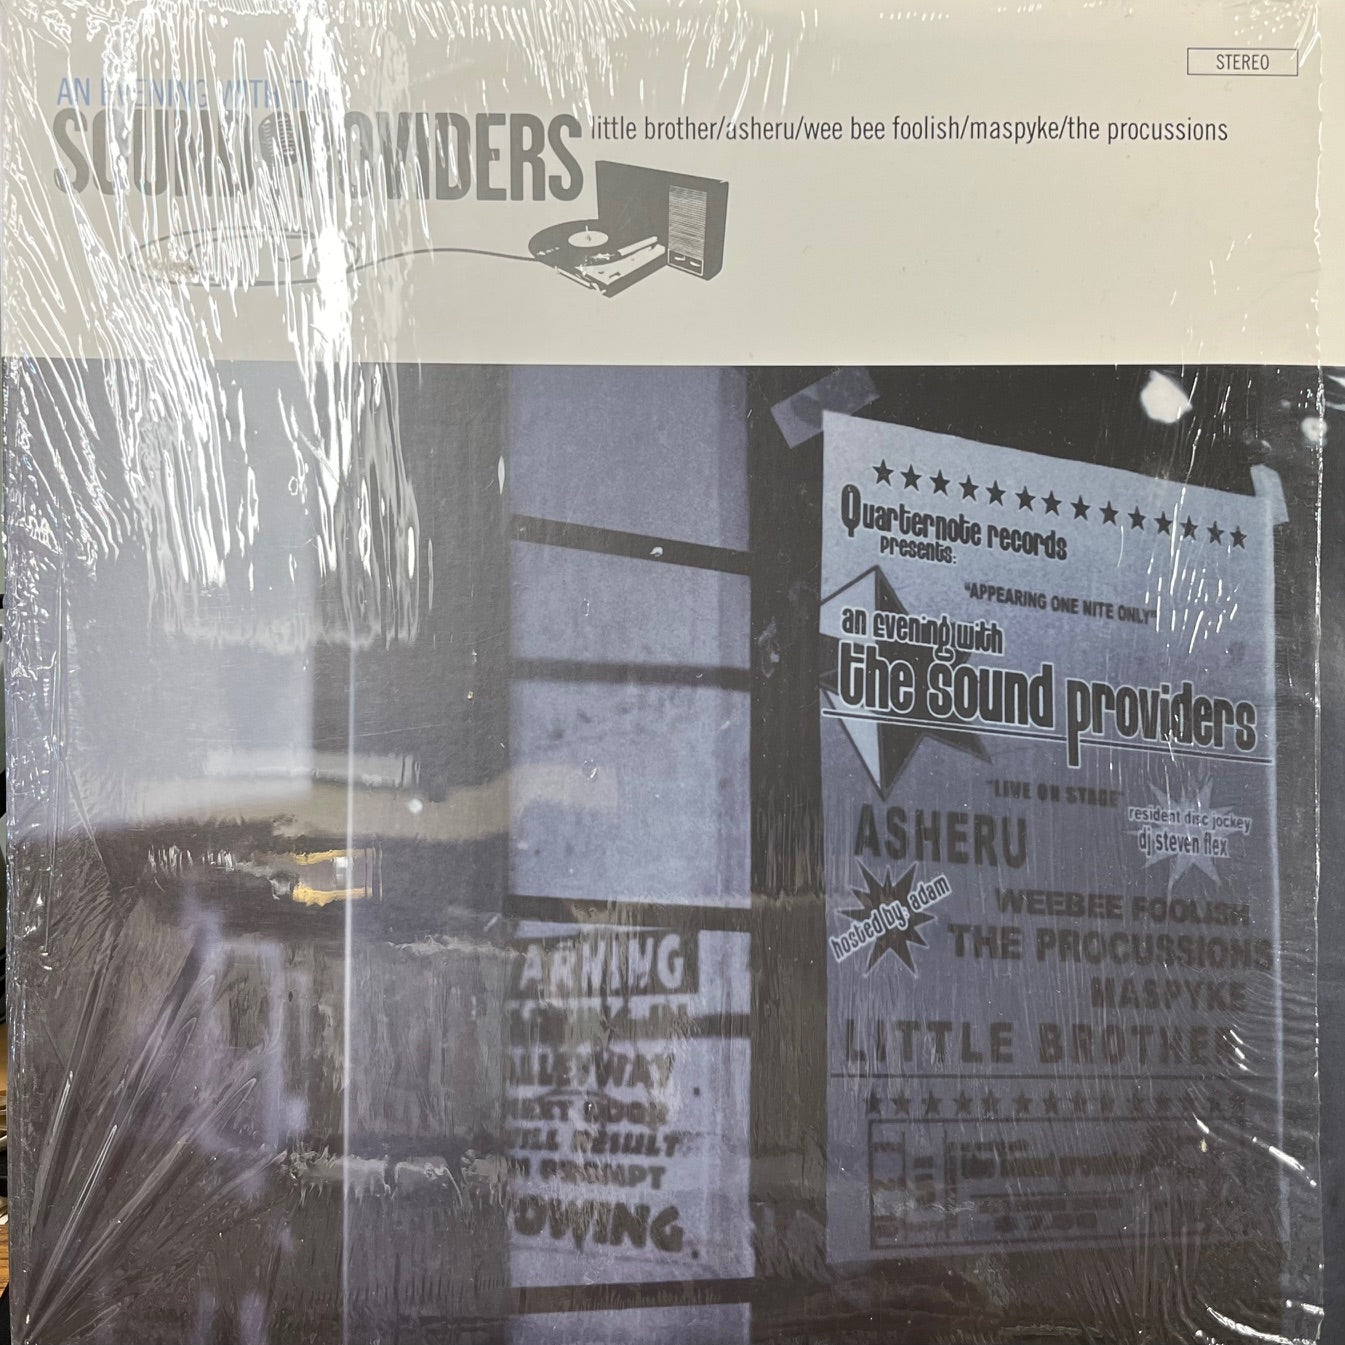 STEREO
AN EVENING WITH THE
SOUND PROVIDERS
little brother/asheru/wee bee foolish/maspyke/the procussions
Quarternote records
presents:
"APPEARING ONE NITE ONLY"
an evening with
the sound providers
"LIVE ON STAGE"
resident disc jockey
dj steven flex
ASHERU
hosted by: adam
WEEBEE FOOLISH
THE PROCUSSIONS
MASPYKE
LITTLE BROTHER
ARNING
ALLEYWAY
NEXT DOOR
WILL RESULT
IN PROMPT
TOWING